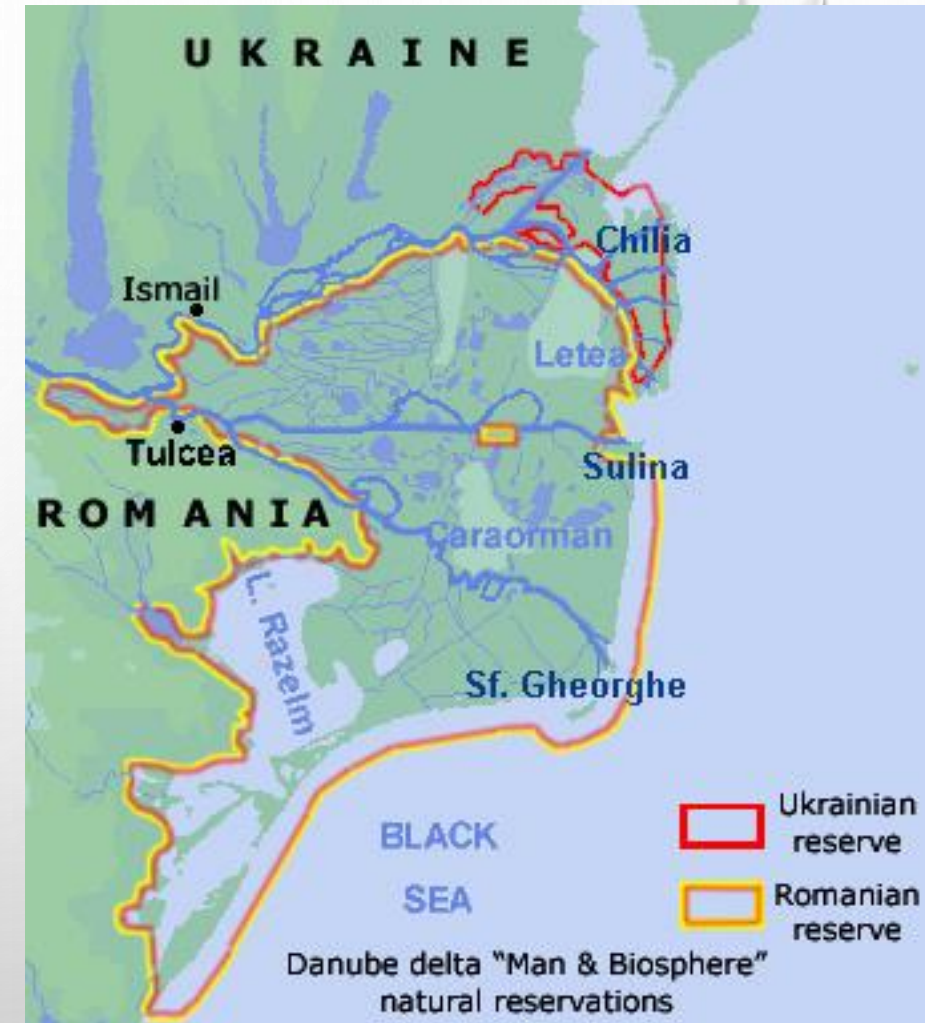 UKRAINE
Chilia
Ismail
Letea
Tulcea
Sulina
ROMANIA
Caraorman
L. Razelm
Sf. Gheorghe
BLACK
SEA
Ukrainian
reserve
Romanian
reserve
Danube delta "Man & Biosphere"
natural reservations